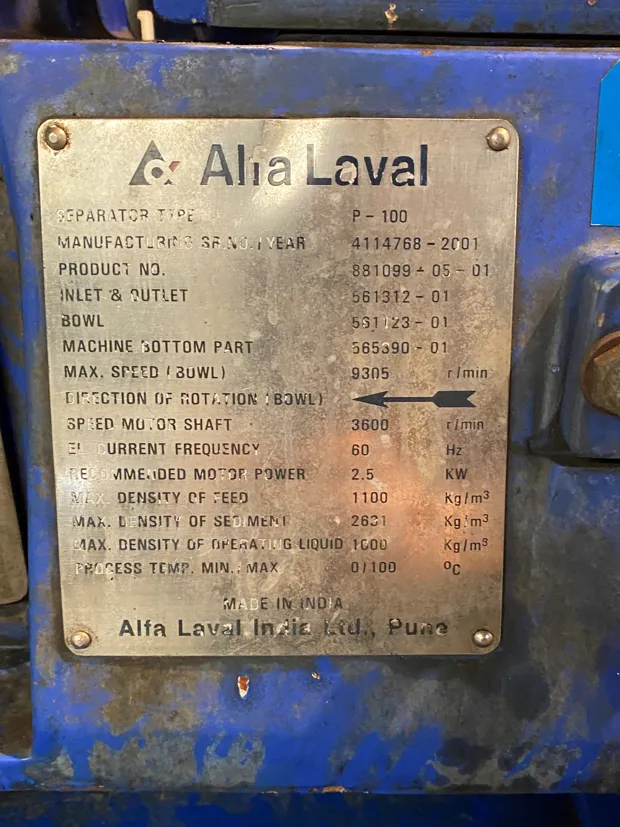 Alfa Laval
SEPARATOR TYPE P-100
MANUFACTURING SR.NO. / YEAR 4114768-2001
PRODUCT NO. 881099-05-01
INLET & OUTLET 561312-01
BOWL 561123-01
MACHINE BOTTOM PART 565390-01
MAX. SPEED (BOWL) 9305 r/min
DIRECTION OF ROTATION (BOWL)
SPEED MOTOR SHAFT 3600 r/min
EL. CURRENT FREQUENCY 60 Hz
RECOMMENDED MOTOR POWER 2.5 KW
MAX. DENSITY OF FEED 1100 Kg/m³
MAX. DENSITY OF SEDIMENT 2631 Kg/m³
MAX. DENSITY OF OPERATING LIQUID 1000 Kg/m³
PROCESS TEMP. MIN./MAX 0/100 °C
MADE IN INDIA
Alfa Laval India Ltd., Pune